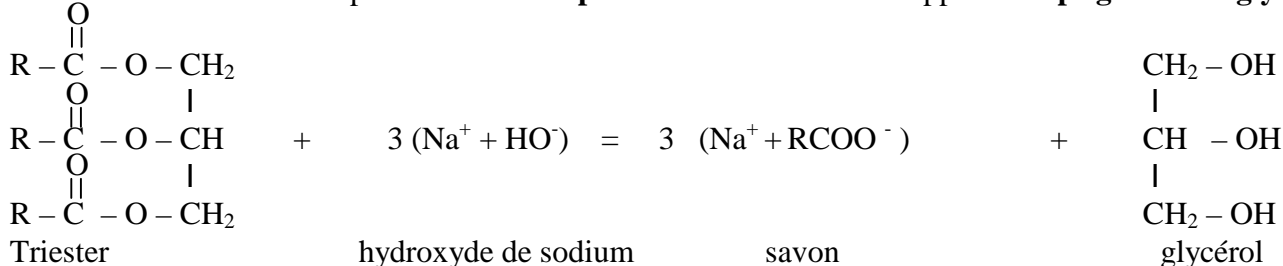 O O
R – C – O – CH₂ CH₂ – OH
O
R – C – O – CH + 3 (Na⁺ + HO⁻) = 3 (Na⁺ + RCOO ⁻ ) + CH – OH
O
R – C – O – CH₂ CH₂ – OH
Triester hydroxyde de sodium savon glycérol